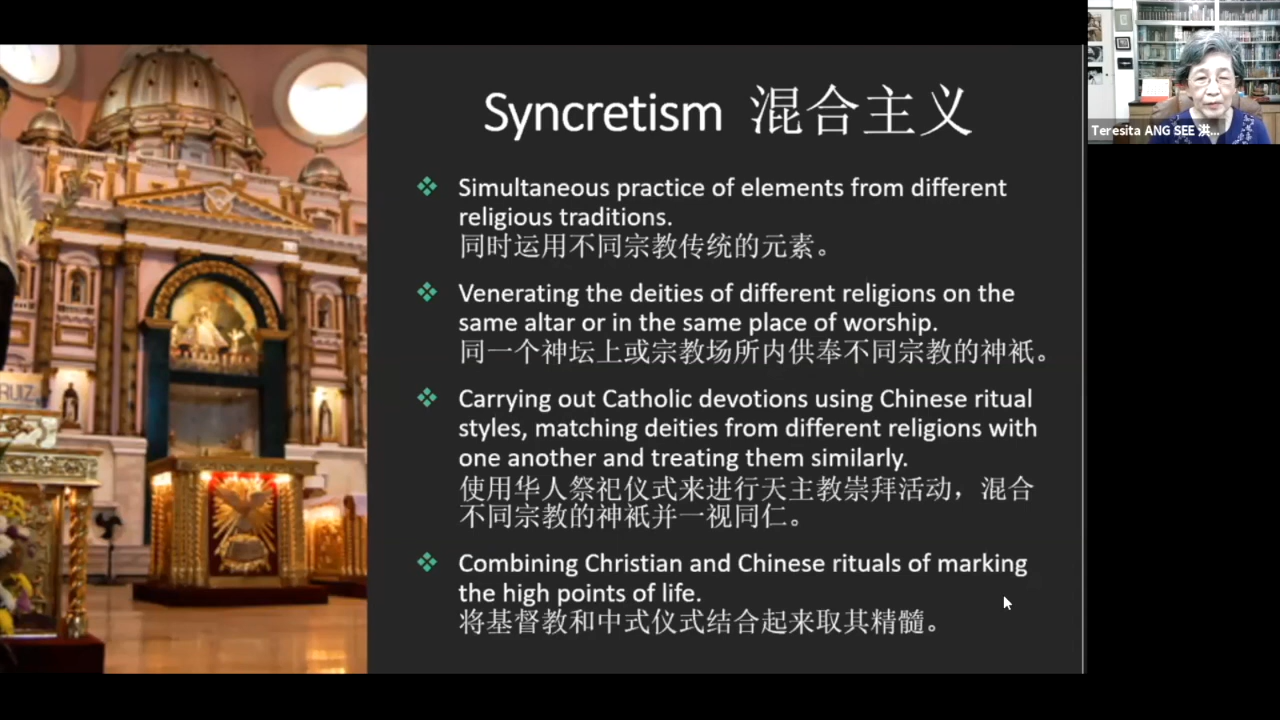 Syncretism 混合主义
Simultaneous practice of elements from different
religious traditions.
同时运用不同宗教传统的元素。
Venerating the deities of different religions on the
same altar or in the same place of worship.
同一个神坛上或宗教场所内供奉不同宗教的神祇。
Carrying out Catholic devotions using Chinese ritual
styles, matching deities from different religions with
one another and treating them similarly.
使用华人祭祀仪式来进行天主教崇拜活动，混合
不同宗教的神祇并一视同仁。
Combining Christian and Chinese rituals of marking
the high points of life.
将基督教和中式仪式结合起来取其精髓。
RUIZ
Teresita ANG SEE 洪...